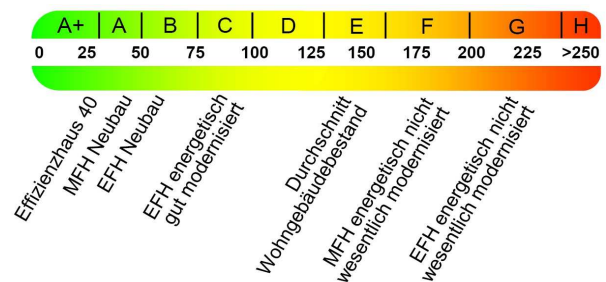 A+ A B C D E F G H
0 25 50 75 100 125 150 175 200 225 >250
Effizienzhaus 40
MFH Neubau
EFH Neubau
EFH energetisch
gut modernisiert
Durchschnitt
Wohngebäudebestand
MFH energetisch nicht
wesentlich modernisiert
EFH energetisch nicht
wesentlich modernisiert